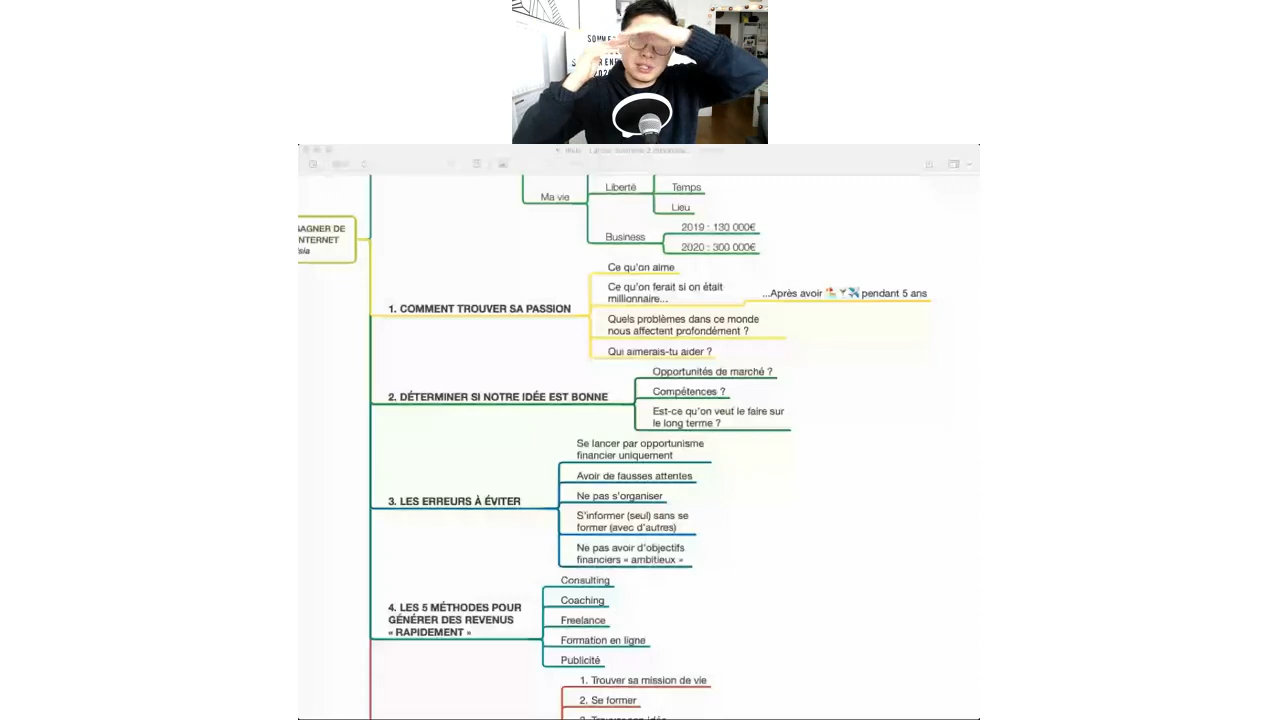 Ma vie
Liberté
Temps
Lieu
Business
2019 : 130 000€
2020 : 300 000€
GAGNER DE
INTERNET
1. COMMENT TROUVER SA PASSION
Ce qu'on aime
Ce qu'on ferait si on était
millionnaire...
...Après avoir 🏖️🍸✈️ pendant 5 ans
Quels problèmes dans ce monde
nous affectent profondément ?
Qui aimerais-tu aider ?
2. DÉTERMINER SI NOTRE IDÉE EST BONNE
Opportunités de marché ?
Compétences ?
Est-ce qu'on veut le faire sur
le long terme ?
3. LES ERREURS À ÉVITER
Se lancer par opportunisme
financier uniquement
Avoir de fausses attentes
Ne pas s'organiser
S'informer (seul) sans se
former (avec d'autres)
Ne pas avoir d'objectifs
financiers « ambitieux »
4. LES 5 MÉTHODES POUR
GÉNÉRER DES REVENUS
« RAPIDEMENT »
Consulting
Coaching
Freelance
Formation en ligne
Publicité
1. Trouver sa mission de vie
2. Se former